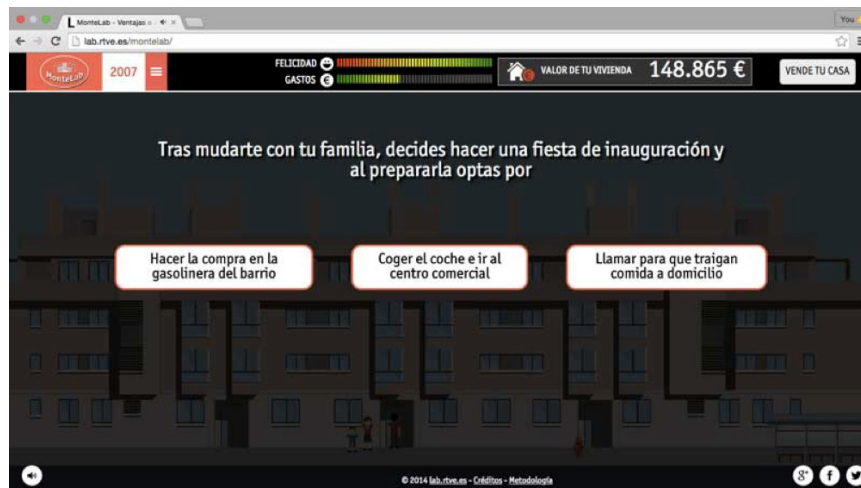 MonteLab - Ventajas
You
lab.rtve.es/montelab/
MonteLab
2007
FELICIDAD
GASTOS €
VALOR DE TU VIVIENDA
148.865 €
VENDE TU CASA
Tras mudarte con tu familia, decides hacer una fiesta de inauguración y
al prepararla optas por
Hacer la compra en la
gasolinera del barrio
Coger el coche e ir al
centro comercial
Llamar para que traigan
comida a domicilio
© 2014 lab.rtve.es - Créditos - Metodología